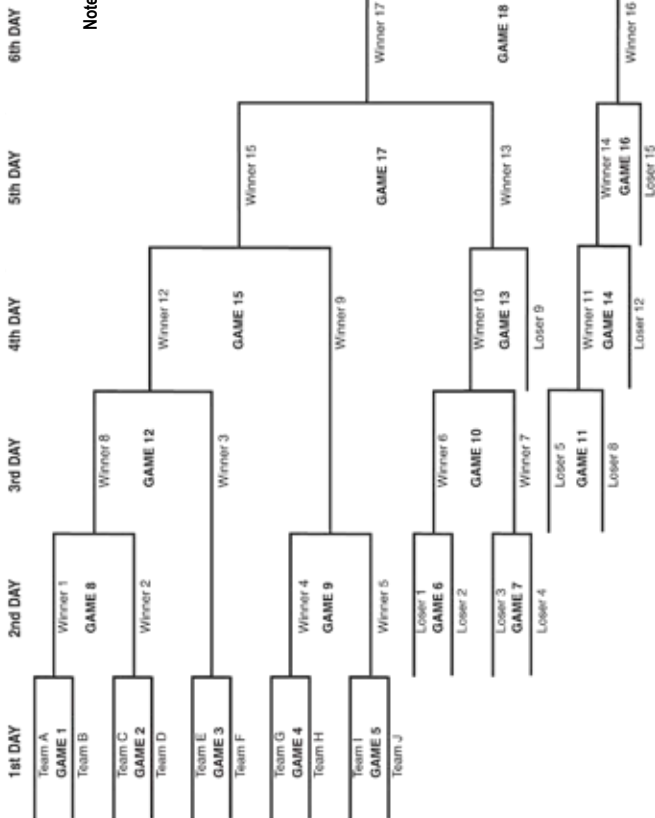 1st DAY
Team A
GAME 1
Team B
Team C
GAME 2
Team D
Team E
GAME 3
Team F
Team G
GAME 4
Team H
Team I
GAME 5
Team J
2nd DAY
Winner 1
GAME 8
Winner 2
Winner 4
GAME 9
Winner 5
Loser 1
GAME 6
Loser 2
Loser 3
GAME 7
Loser 4
3rd DAY
Winner 8
GAME 12
Winner 3
Winner 6
GAME 10
Winner 7
Loser 5
GAME 11
Loser 8
4th DAY
Winner 12
GAME 15
Winner 9
Winner 10
GAME 13
Loser 9
Winner 11
GAME 14
Loser 12
5th DAY
Winner 15
GAME 17
Winner 13
Winner 14
GAME 16
Loser 15
6th DAY
Note
Winner 17
GAME 18
Winner 16